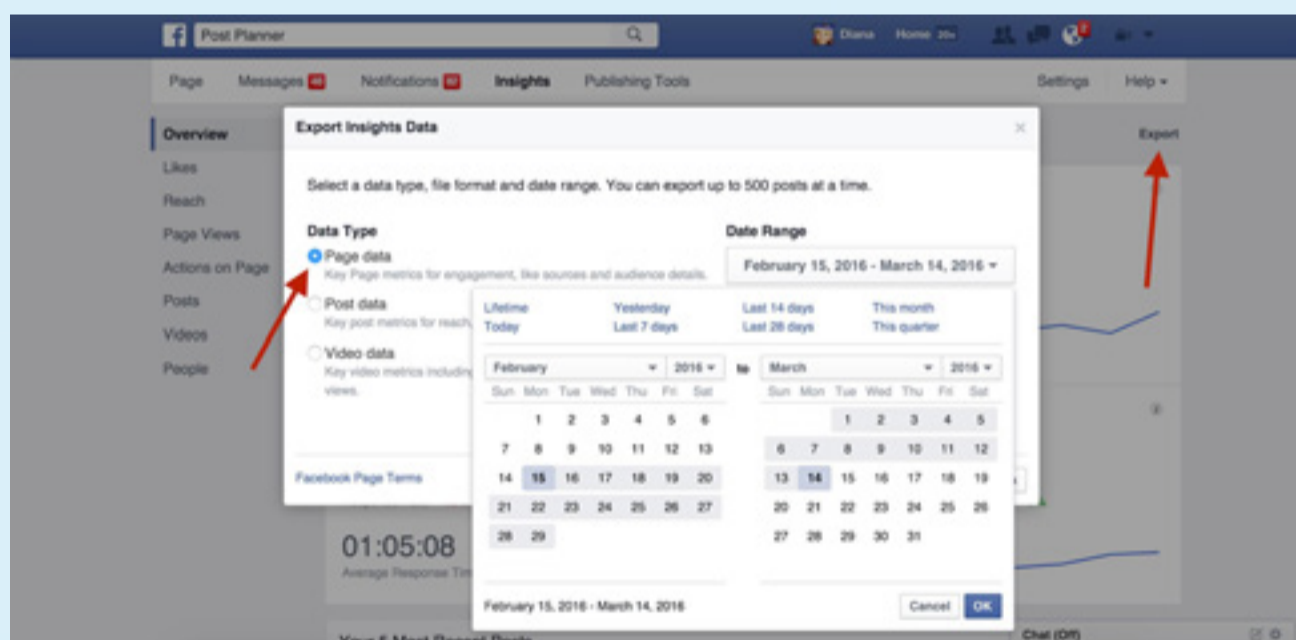 Post Planner
Diana Home 20+
Page Messages Notifications Insights Publishing Tools Settings Help
Overview
Export Insights Data
Export
Likes
Reach
Page Views
Actions on Page
Posts
Videos
People
Select a data type, file format and date range. You can export up to 500 posts at a time.
Data Type
Page data
Key Page metrics for engagement, like sources and audience details.
Post data
Key post metrics for reach,
Video data
Key video metrics including
views.
Date Range
February 15, 2016 - March 14, 2016
Lifetime Yesterday Last 14 days This month
Today Last 7 days Last 28 days This quarter
February 2016 to March 2016
Sun Mon Tue Wed Thu Fri Sat Sun Mon Tue Wed Thu Fri Sat
1 2 3 4 5 6 1 2 3 4 5
7 8 9 10 11 12 13 6 7 8 9 10 11 12
14 15 16 17 18 19 20 13 14 15 16 17 18 19
21 22 23 24 25 26 27 20 21 22 23 24 25 26
28 29 27 28 29 30 31
February 15, 2016 - March 14, 2016 Cancel OK
Facebook Page Terms
01:05:08
Average Response Tim
Your 5 Most Recent Posts
Chat (Off)